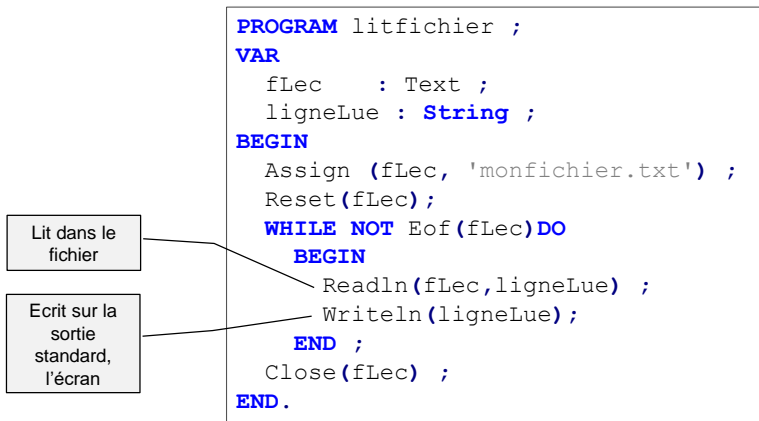 PROGRAM litfichier ;
VAR
fLec : Text ;
ligneLue : String ;
BEGIN
Assign (fLec, 'monfichier.txt') ;
Reset(fLec);
WHILE NOT Eof(fLec)DO
BEGIN
Readln(fLec,ligneLue) ;
Writeln(ligneLue);
END ;
Close(fLec) ;
END.
Lit dans le
fichier
Ecrit sur la
sortie
standard,
l'écran